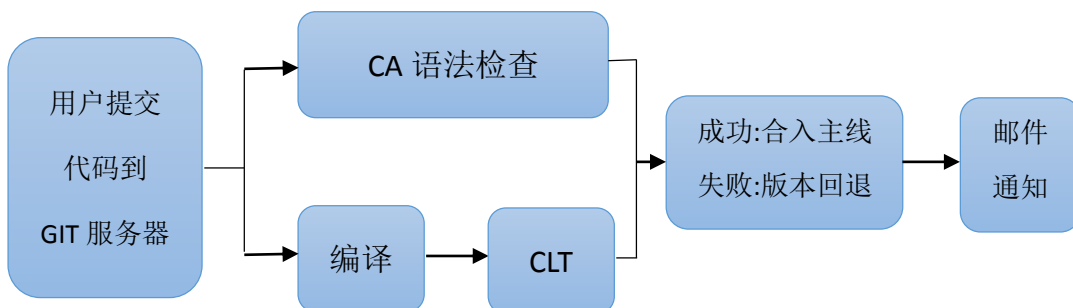 用户提交
代码到
GIT 服务器
CA 语法检查
编译
CLT
成功:合入主线
失败:版本回退
邮件
通知